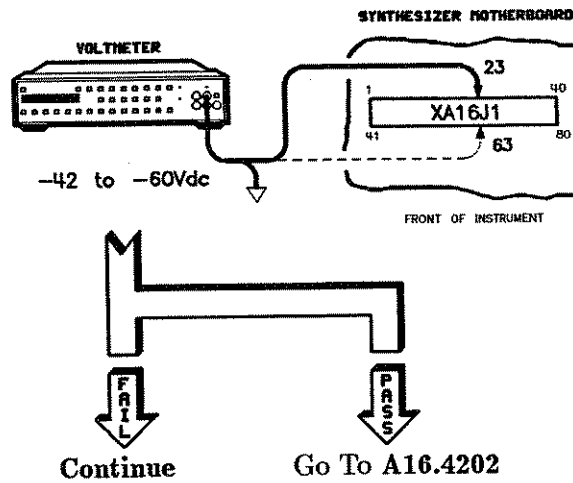 SYNTHESIZER MOTHERBOARD
VOLTMETER
23
1
40
XA16J1
41
80
63
−42 to −60Vdc
FRONT OF INSTRUMENT
FAIL
PASS
Continue
Go To A16.4202